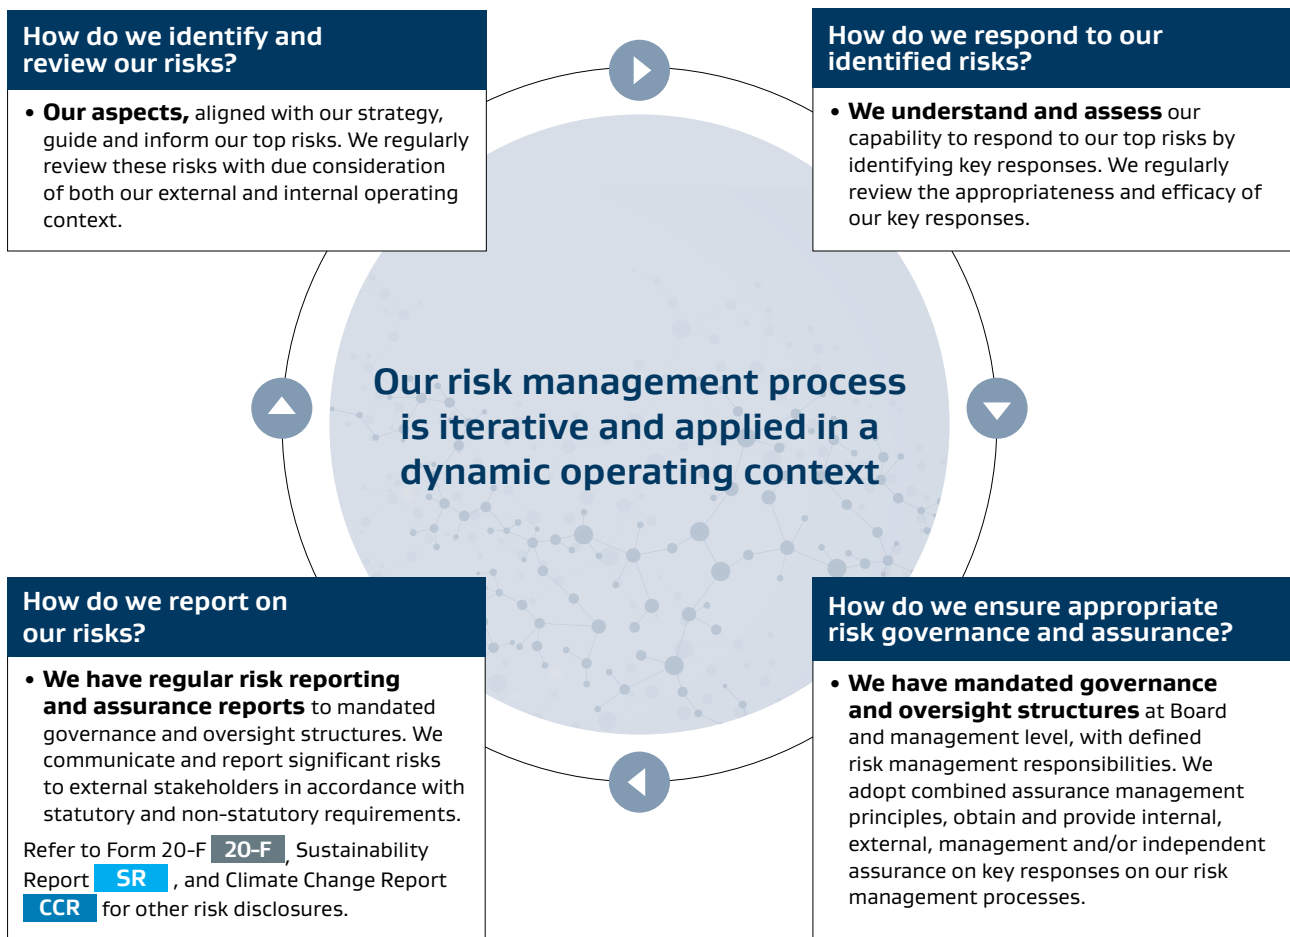 How do we identify and
review our risks?
• Our aspects, aligned with our strategy,
guide and inform our top risks. We regularly
review these risks with due consideration
of both our external and internal operating
context.
How do we respond to our
identified risks?
• We understand and assess our
capability to respond to our top risks by
identifying key responses. We regularly
review the appropriateness and efficacy of
our key responses.
Our risk management process
is iterative and applied in a
dynamic operating context
How do we report on
our risks?
• We have regular risk reporting
and assurance reports to mandated
governance and oversight structures. We
communicate and report significant risks
to external stakeholders in accordance with
statutory and non-statutory requirements.
Refer to Form 20-F 20-F , Sustainability
Report SR , and Climate Change Report
CCR for other risk disclosures.
How do we ensure appropriate
risk governance and assurance?
• We have mandated governance
and oversight structures at Board
and management level, with defined
risk management responsibilities. We
adopt combined assurance management
principles, obtain and provide internal,
external, management and/or independent
assurance on key responses on our risk
management processes.